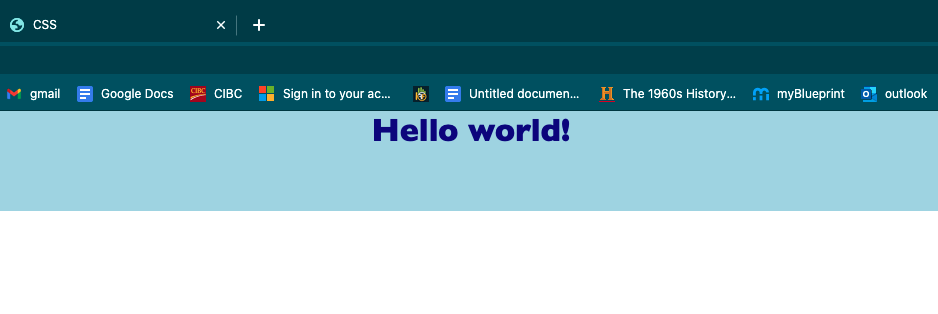 CSS
gmail Google Docs CIBC CIBC Sign in to your ac... Untitled documen... H The 1960s History... myBlueprint outlook
Hello world!